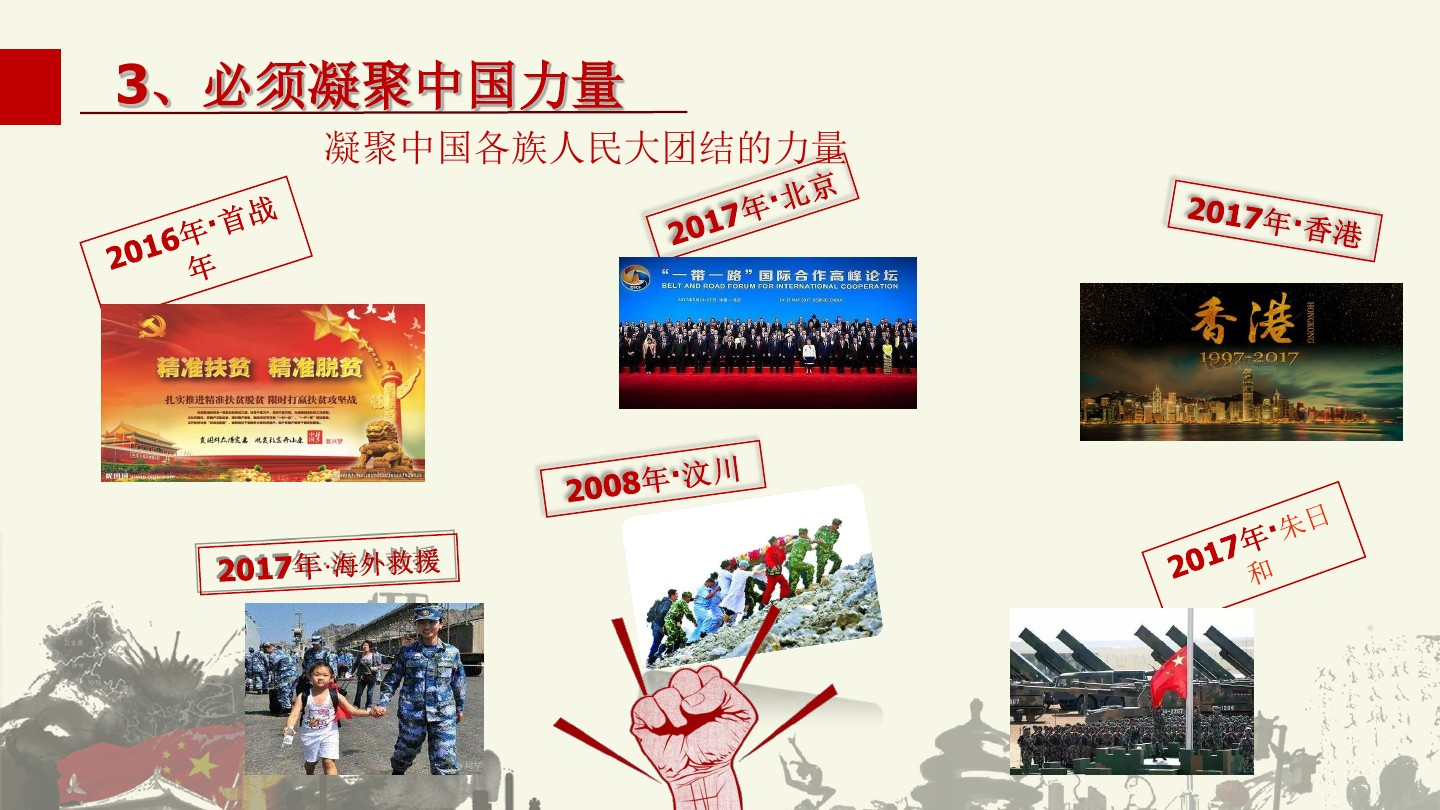 3、必须凝聚中国力量
凝聚中国各族人民大团结的力量
2016年·首战
年
2017年·北京
2017年·香港
“一带一路”国际合作高峰论坛
BELT AND ROAD FORUM FOR INTERNATIONAL COOPERATION
香港
HONGKONG
1997-2017
精准扶贫 精准脱贫
扎实推进精准扶贫脱贫 限时打赢扶贫攻坚战
2008年·汶川
2017年·海外救援
2017年·朱日
和